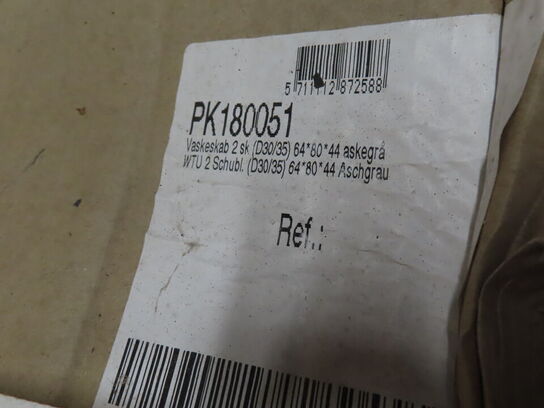 5 711112 872588
PK180051
Vaskeskab 2 sk (D30/35) 64*80*44 askegrå
WTU 2 Schubl. (D30/35) 64*80*44 Aschgrau
Ref.: